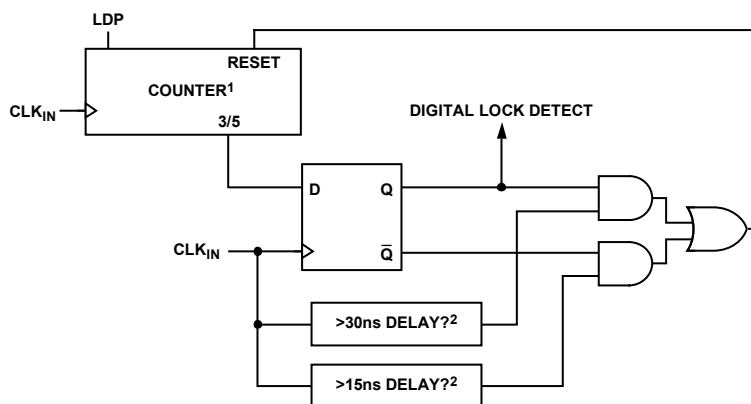 LDP
RESET
COUNTER1
CLKIN
3/5
DIGITAL LOCK DETECT
D
Q
CLKIN
Q̅
>30ns DELAY?2
>15ns DELAY?2